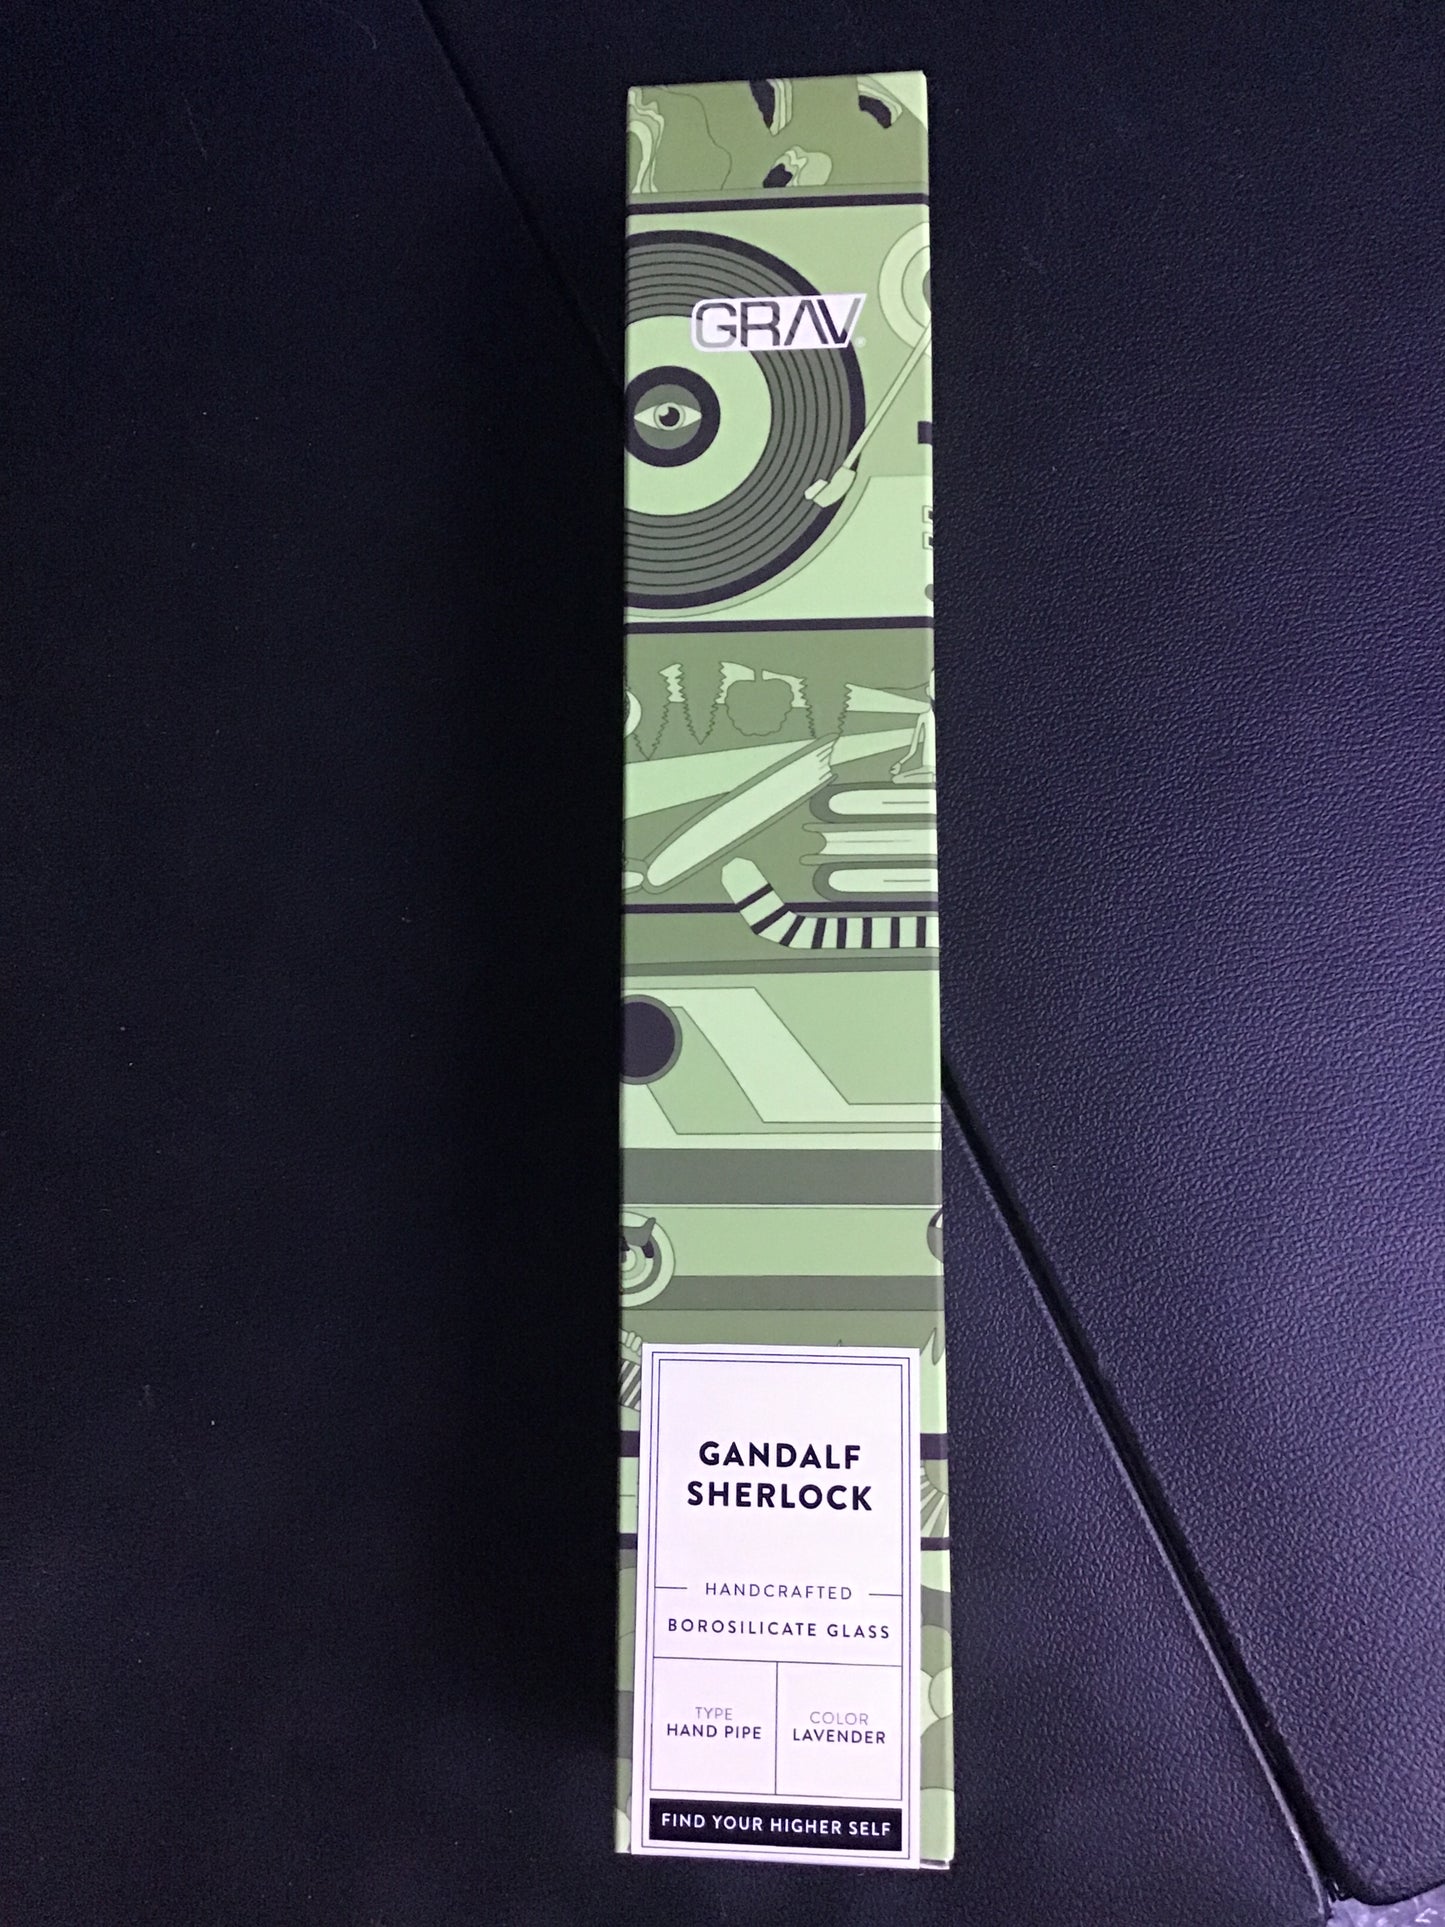 GRAV®
GANDALF
SHERLOCK
HANDCRAFTED
BOROSILICATE GLASS
TYPE
HAND PIPE
COLOR
LAVENDER
FIND YOUR HIGHER SELF